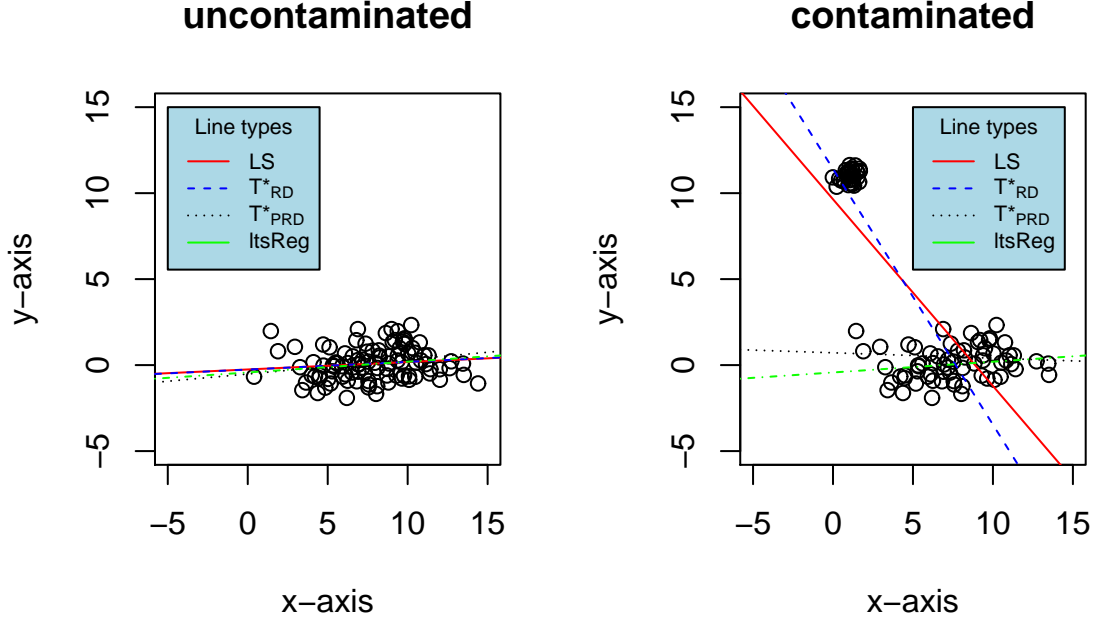 uncontaminated
Line types
LS
T*RD
T*PRD
ltsReg
15
10
5
0
−5
y−axis
−5
0
5
10
15
x−axis
contaminated
Line types
LS
T*RD
T*PRD
ltsReg
15
10
5
0
−5
y−axis
−5
0
5
10
15
x−axis